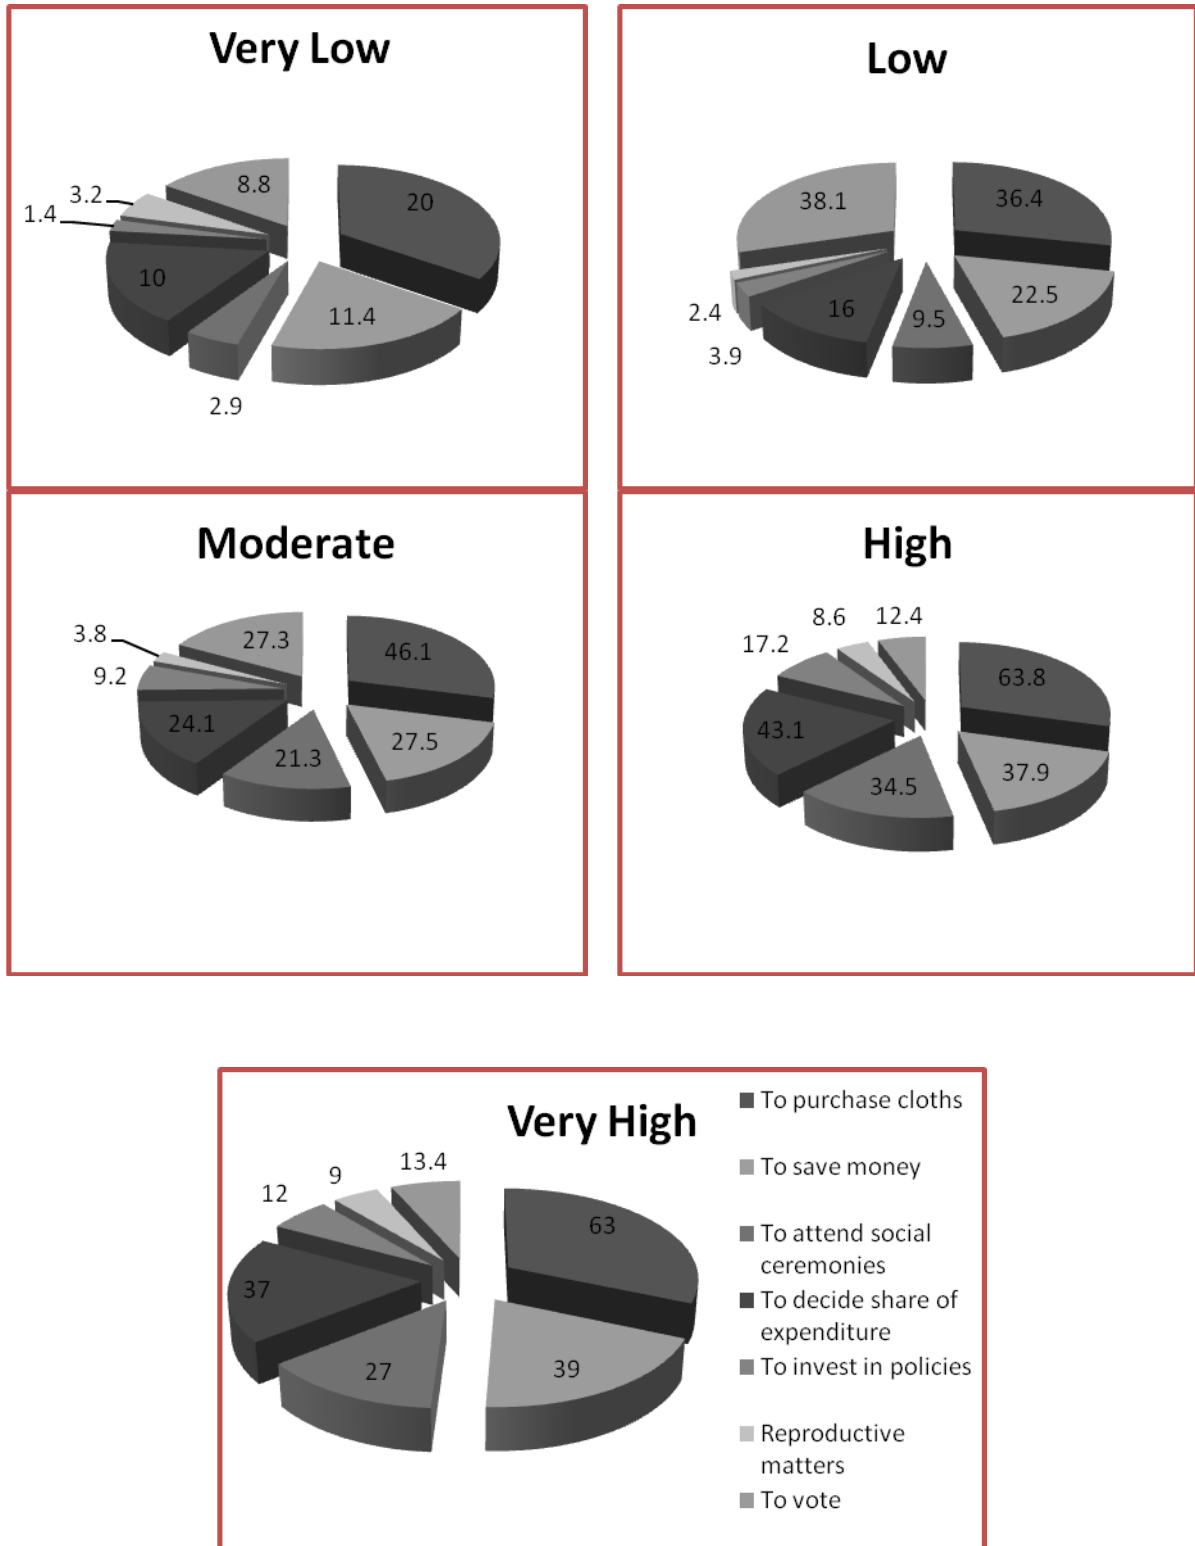 Very Low
8.8
20
3.2
1.4
10
11.4
2.9
Low
38.1
36.4
22.5
2.4
16
9.5
3.9
Moderate
27.3
46.1
3.8
9.2
24.1
27.5
21.3
High
8.6
12.4
17.2
63.8
43.1
37.9
34.5
Very High
13.4
9
12
63
37
39
27
To purchase cloths
To save money
To attend social
ceremonies
To decide share of
expenditure
To invest in policies
Reproductive
matters
To vote